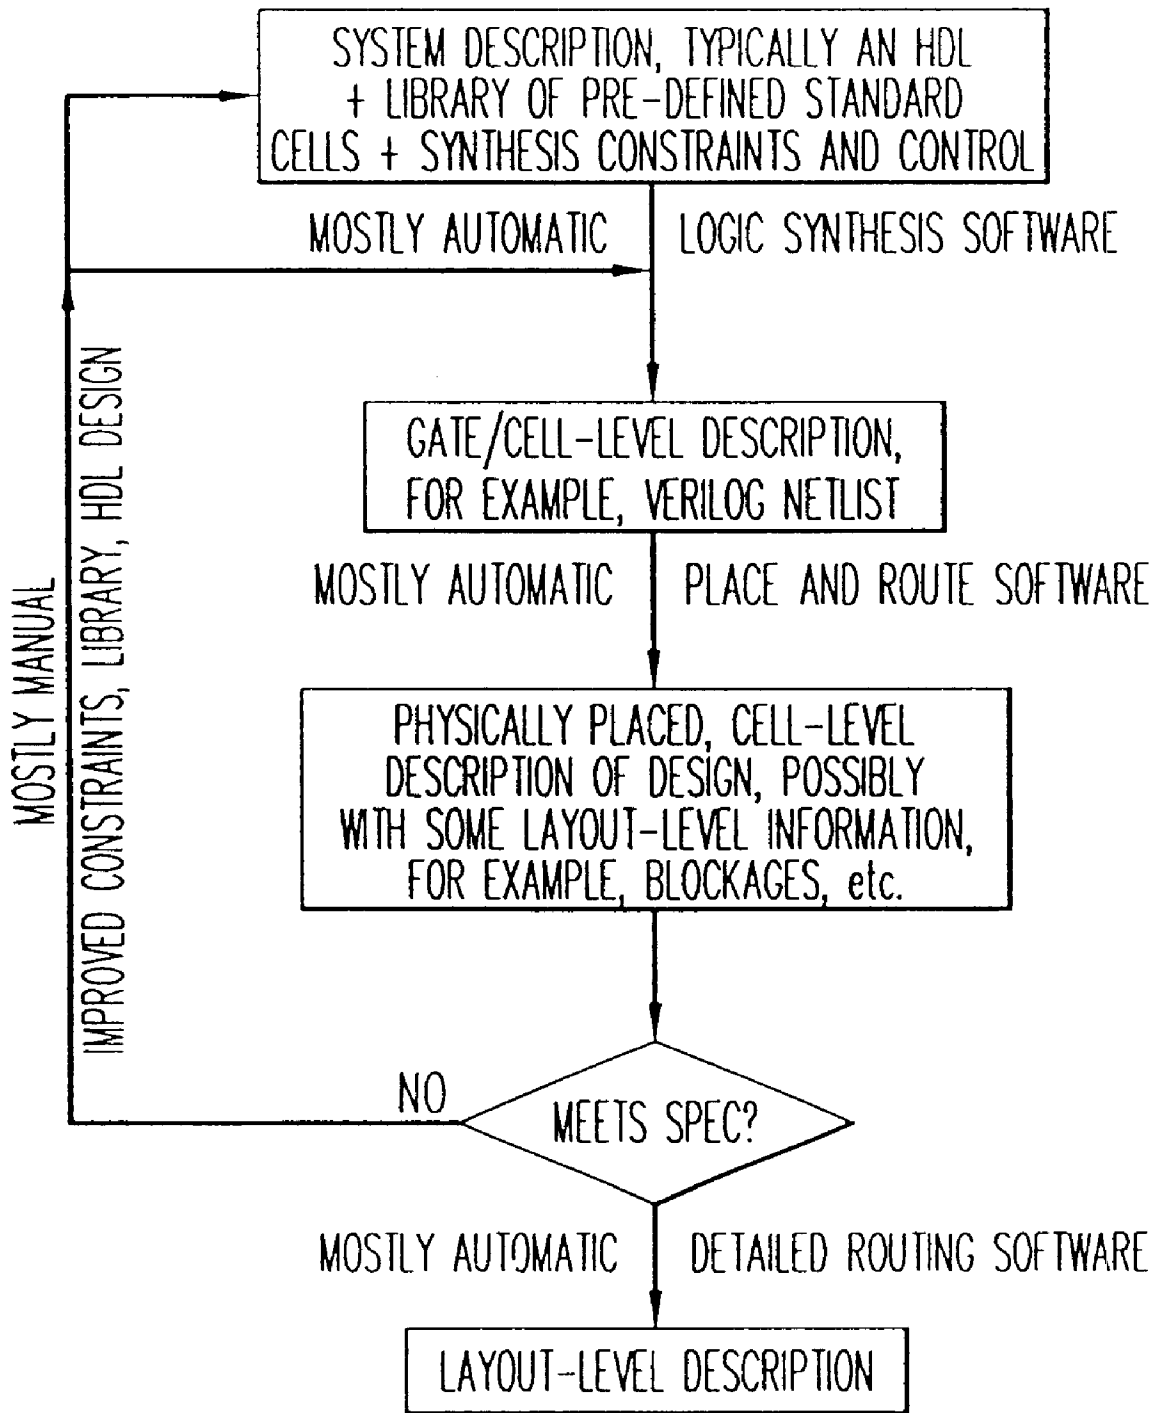 SYSTEM DESCRIPTION, TYPICALLY AN HDL
+ LIBRARY OF PRE-DEFINED STANDARD
CELLS + SYNTHESIS CONSTRAINTS AND CONTROL
MOSTLY AUTOMATIC
LOGIC SYNTHESIS SOFTWARE
GATE/CELL-LEVEL DESCRIPTION,
FOR EXAMPLE, VERILOG NETLIST
MOSTLY AUTOMATIC
PLACE AND ROUTE SOFTWARE
MOSTLY MANUAL
IMPROVED CONSTRAINTS, LIBRARY, HDL DESIGN
PHYSICALLY PLACED, CELL-LEVEL
DESCRIPTION OF DESIGN, POSSIBLY
WITH SOME LAYOUT-LEVEL INFORMATION,
FOR EXAMPLE, BLOCKAGES, etc.
NO
MEETS SPEC?
MOSTLY AUTOMATIC
DETAILED ROUTING SOFTWARE
LAYOUT-LEVEL DESCRIPTION